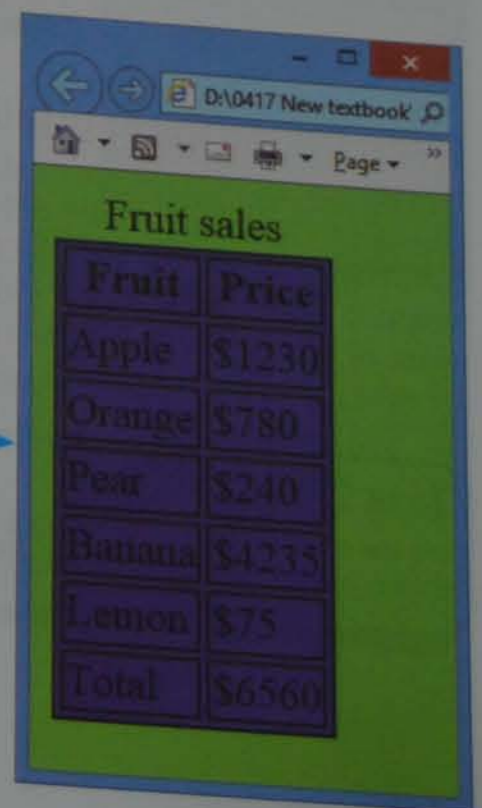 D:\0417 New textbook\
Page
Fruit sales
Fruit Price
Apple $1230
Orange $780
Pear $240
Banana $4235
Lemon $75
Total $6560